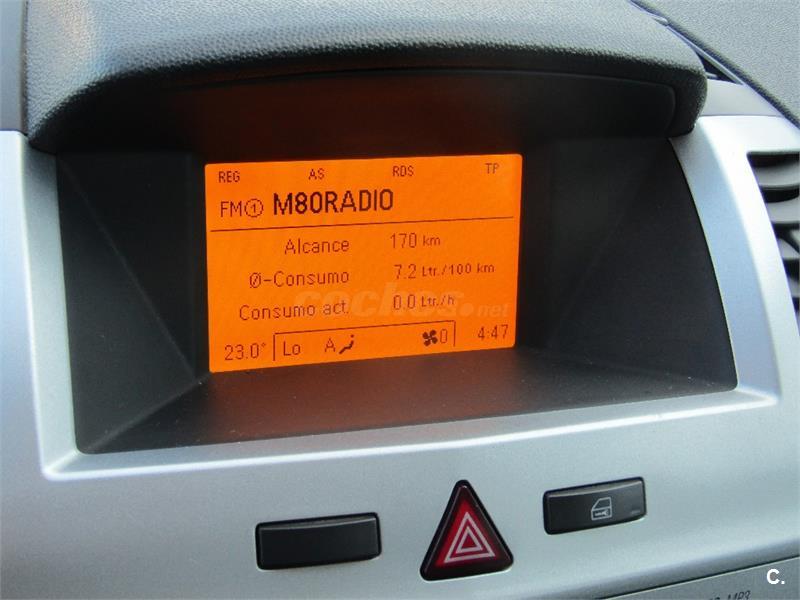 REG AS RDS TP
FM① M80RADIO
Alcance 170 km
Ø-Consumo 7.2 Ltr./100 km
Consumo act. 0.0 Ltr./h
coches.net
23.0° Lo A 0 4:47
C.
MP3